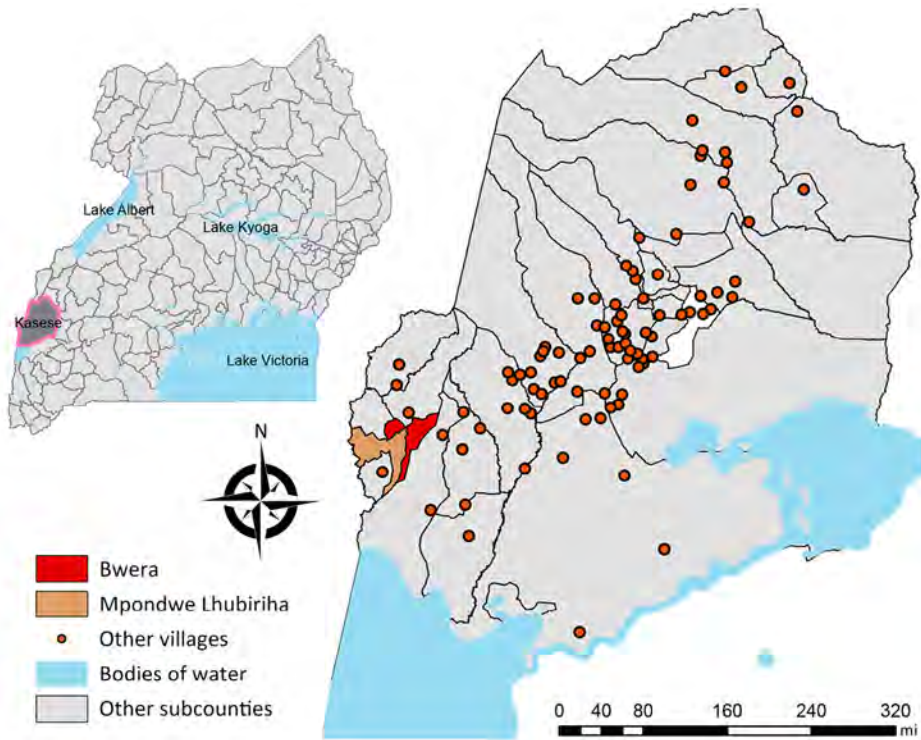 Lake Albert
Lake Kyoga
Kasese
Lake Victoria
N
Bwera
Mpondwe Lhubiriha
Other villages
Bodies of water
Other subcounties
0 40 80 160 240 320
mi